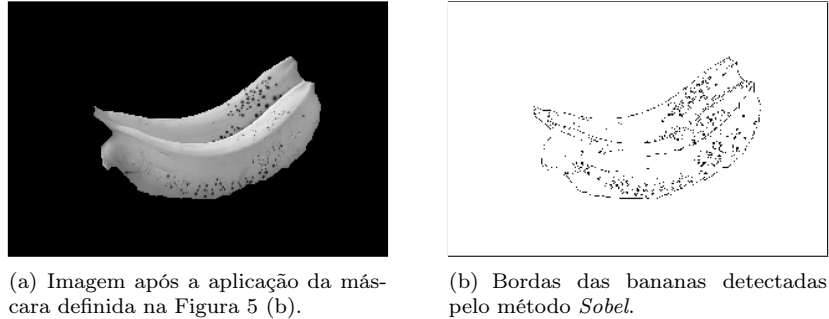 (a) Imagem após a aplicação da más-
cara definida na Figura 5 (b).
(b) Bordas das bananas detectadas
pelo método Sobel.